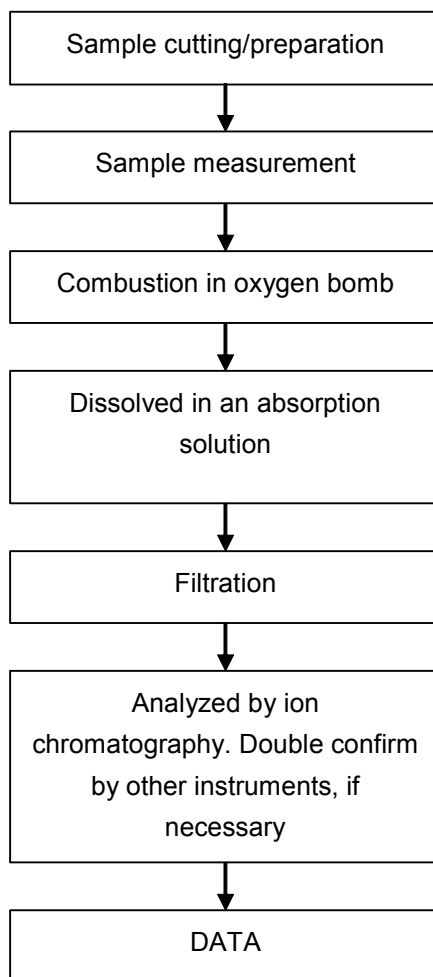 Sample cutting/preparation
Sample measurement
Combustion in oxygen bomb
Dissolved in an absorption
solution
Filtration
Analyzed by ion
chromatography. Double confirm
by other instruments, if
necessary
DATA